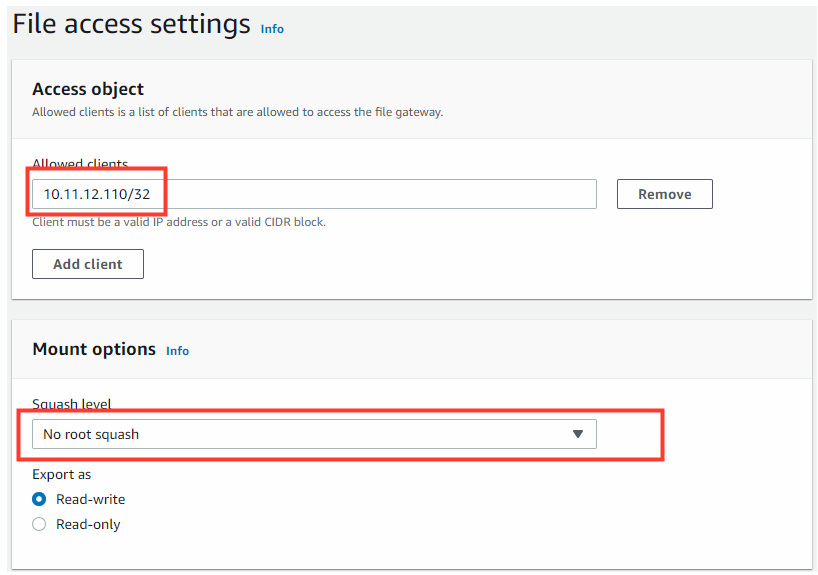 File access settings Info
Access object
Allowed clients is a list of clients that are allowed to access the file gateway.
Allowed clients
10.11.12.110/32
Remove
Client must be a valid IP address or a valid CIDR block.
Add client
Mount options Info
Squash level
No root squash
Export as
Read-write
Read-only